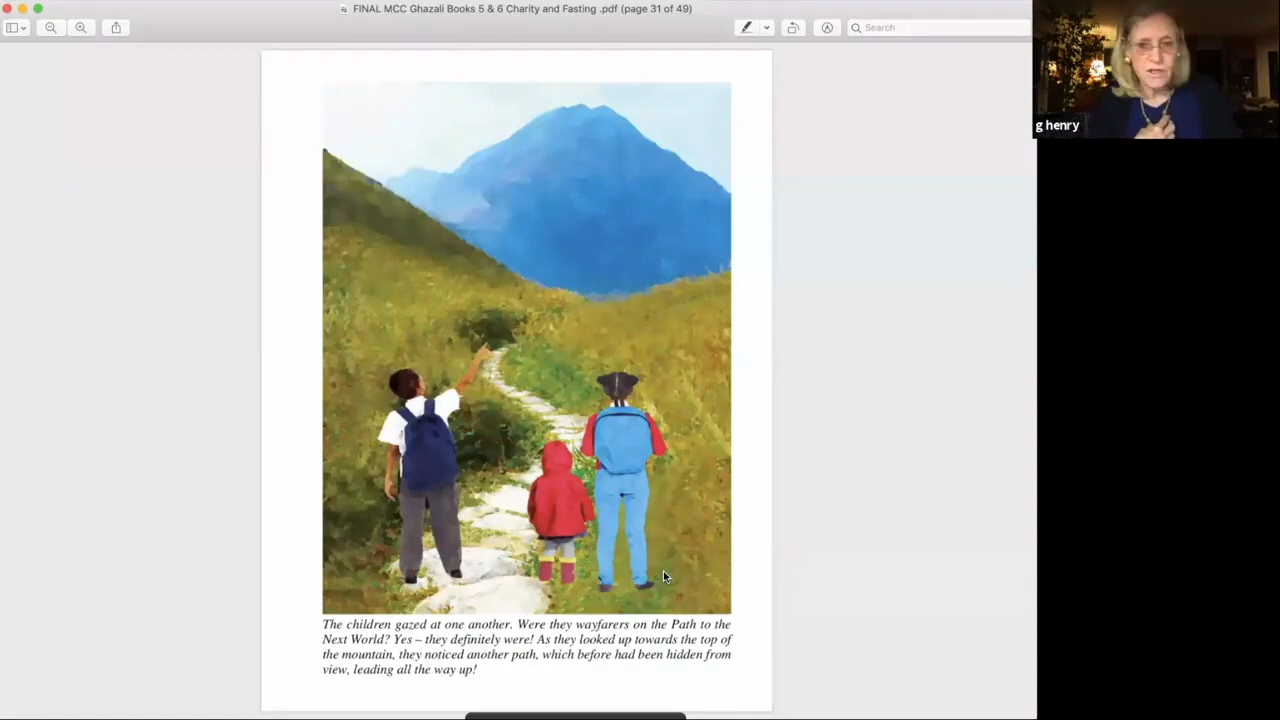 FINAL MCC Ghazali Books 5 & 6 Charity and Fasting .pdf (page 31 of 49)
Search
g henry
The children gazed at one another. Were they wayfarers on the Path to the
Next World? Yes – they definitely were! As they looked up towards the top of
the mountain, they noticed another path, which before had been hidden from
view, leading all the way up!